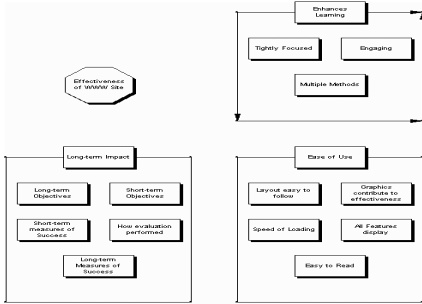 Enhances
Learning
Tightly Focused
Engaging
Multiple Methods
Effectiveness
of WWW Site
Long-term Impact
Long-term
Objectives
Short-term
Objectives
Short-term
measures of
Success
How evaluation
performed
Long-term
Measures of
Success
Ease of Use
Layout easy to
follow
Graphics
contribute to
effectiveness
Speed of Loading
All Features
display
Easy to Read